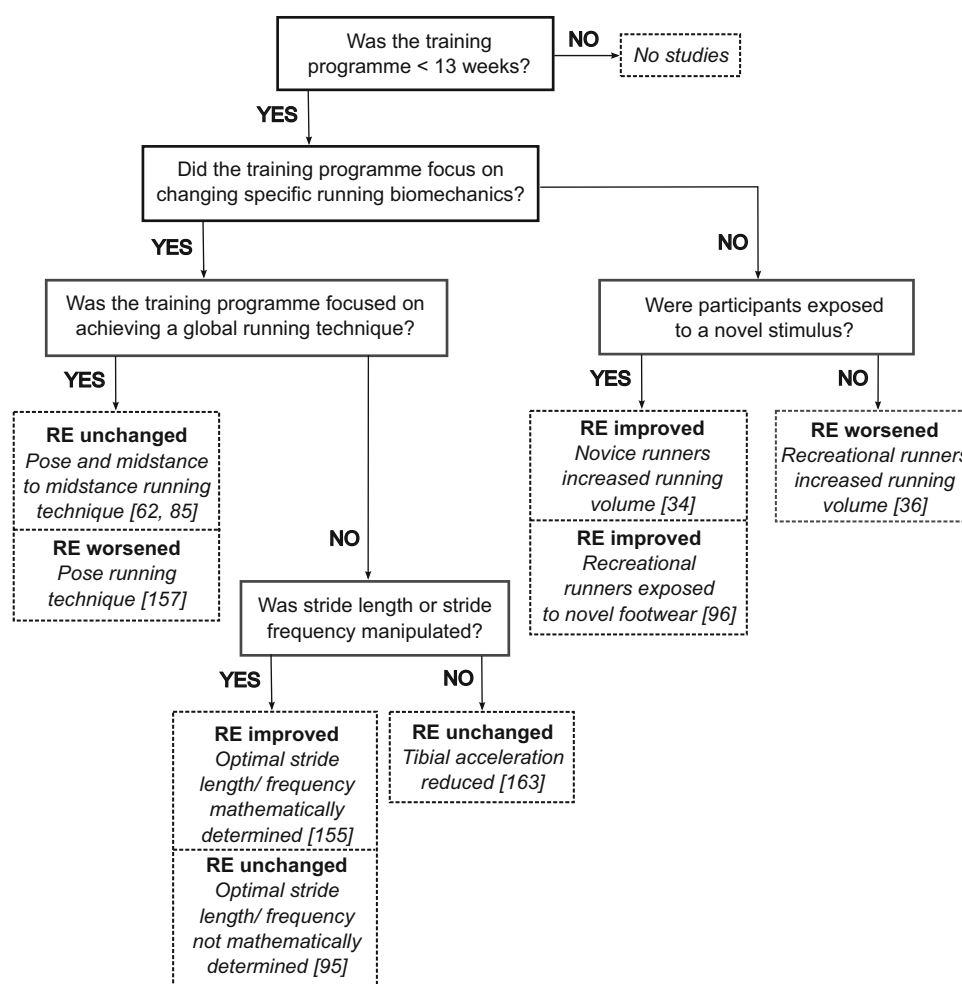 Was the training
programme < 13 weeks?
NO
No studies
YES
Did the training programme focus on
changing specific running biomechanics?
YES
NO
Was the training programme focused on
achieving a global running technique?
Were participants exposed
to a novel stimulus?
YES
NO
YES
NO
RE unchanged
Pose and midstance
to midstance running
technique [62, 85]
RE worsened
Pose running
technique [157]
RE improved
Novice runners
increased running
volume [34]
RE improved
Recreational
runners exposed
to novel footwear [96]
RE worsened
Recreational runners
increased running
volume [36]
Was stride length or stride
frequency manipulated?
YES
NO
RE improved
Optimal stride
length/ frequency
mathematically
determined [155]
RE unchanged
Optimal stride
length/ frequency
not mathematically
determined [95]
RE unchanged
Tibial acceleration
reduced [163]